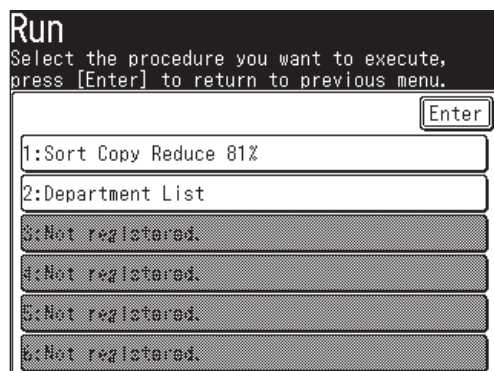 Run
Select the procedure you want to execute,
press [Enter] to return to previous menu.
Enter
1:Sort Copy Reduce 81%
2:Department List
3:Not registered.
4:Not registered.
5:Not registered.
6:Not registered.